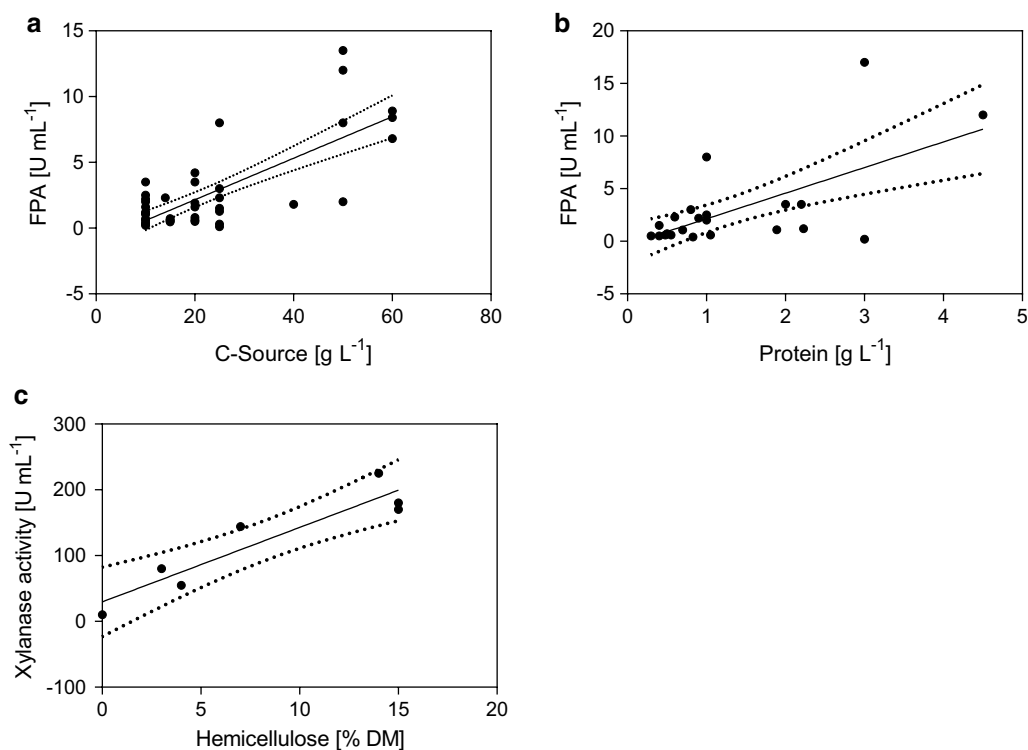 a
15
10
5
0
-5
FPA [U mL⁻¹]
0 20 40 60 80
C-Source [g L⁻¹]
b
20
15
10
5
0
-5
FPA [U mL⁻¹]
0 1 2 3 4 5
Protein [g L⁻¹]
c
300
200
100
0
-100
Xylanase activity [U mL⁻¹]
0 5 10 15 20
Hemicellulose [% DM]